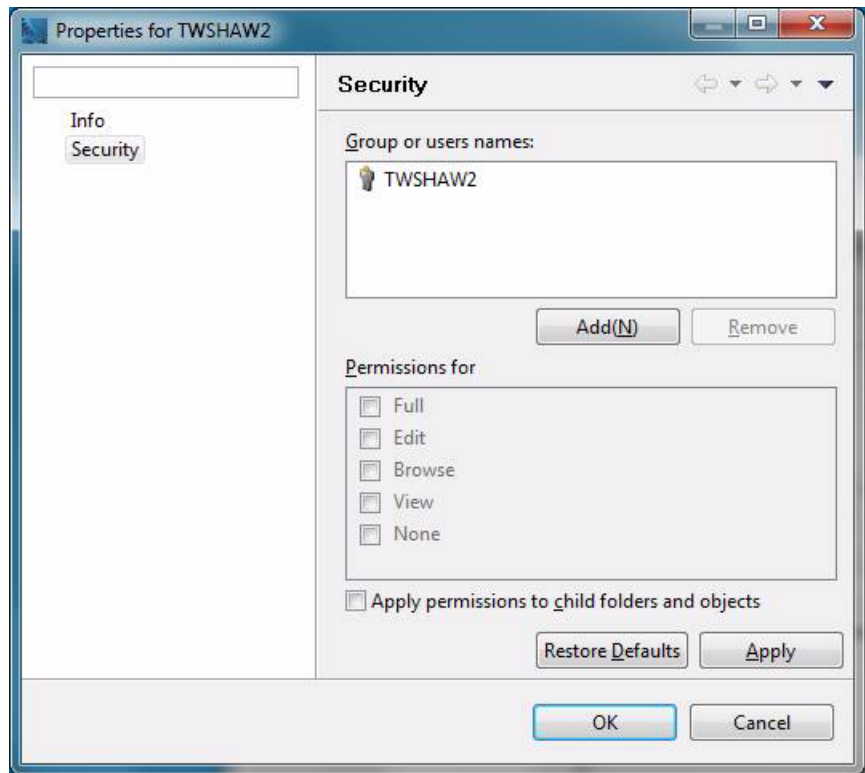 Properties for TWSHAW2
Info
Security
Security
Group or users names:
TWSHAW2
Add(N) Remove
Permissions for
Full
Edit
Browse
View
None
Apply permissions to child folders and objects
Restore Defaults Apply
OK Cancel